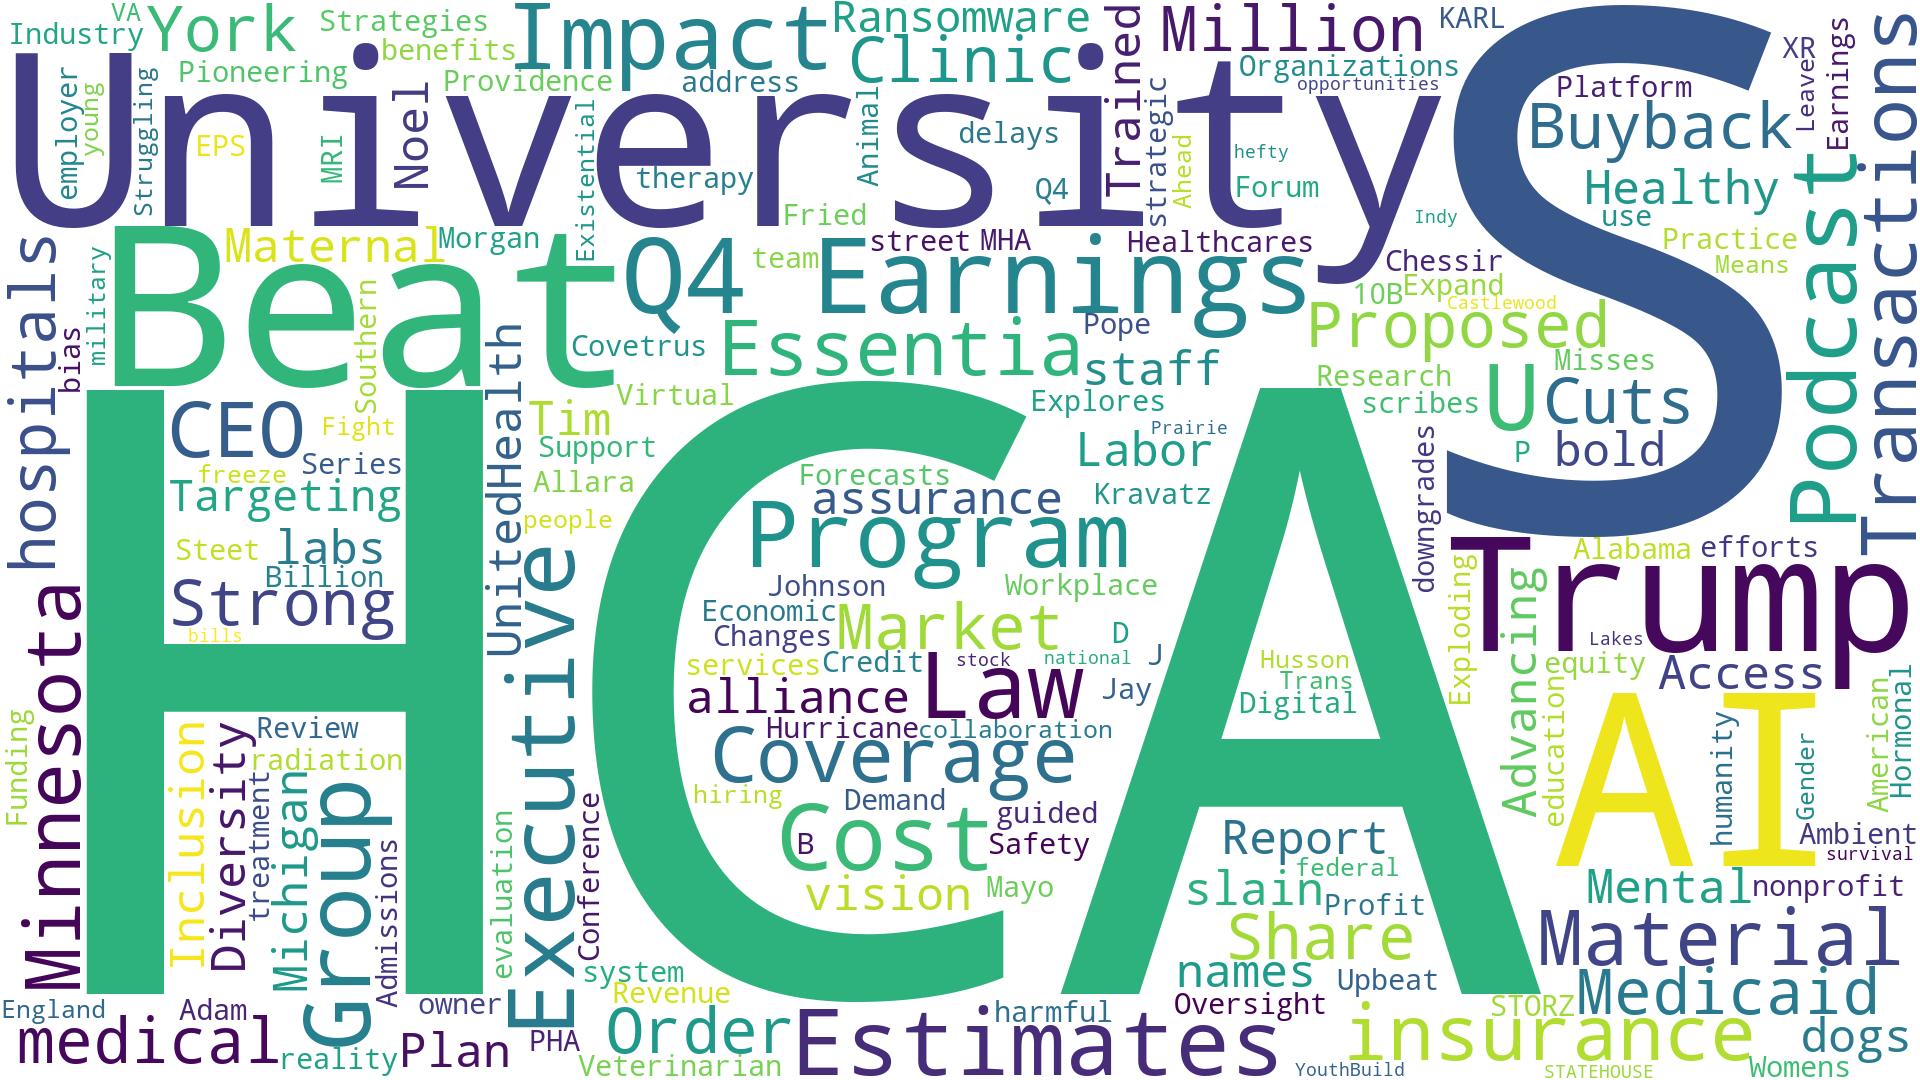 VA
Industry
York
Strategies
benefits
Impact
Ransomware
Clinic
Trained
Million
KARL
S
XR
Leaver
Earnings
Transactions
employer
young
Struggling
Pioneering
Providence
address
Organizations
opportunities
Platform
University
EPS
MRI
Noel
Existential
therapy
Animal
delays
Q4
strategic
Ahead
hefty
Forum
Buyback
Healthy
use
Podcast
Fried
Indy
Practice
Means
hospitals
military
bias
Beat
Maternal
Morgan
Southern
Q4
team
street
MHA
Earnings
Healthcares
Chessir
10B
Expand
Castlewood
Proposed
Covetrus
Essentia
Pope
staff
Misses
UnitedHealth
Virtual
Explores
Research
scribes
U
Cuts
P
bold
HCA
CEO
Fight
freeze
Series
Targeting
Tim
Support
Allara
people
Prairie
Labor
Kravatz
Forecasts
assurance
Program
downgrades
Steet
labs
Billion
Strong
bills
Executive
Johnson
Workplace
Economic
Changes
Market
D
services
Credit
stock
national
J
alliance
Law
Jay
Husson
Trans
Digital
Exploding
Trump
Alabama
efforts
Advancing
Lakes
equity
Access
education
AI
humanity
Gender
American
Hormonal
Ambient
survival
Minnesota
Funding
Inclusion
Diversity
Review
radiation
treatment
Michigan
Group
Admissions
evaluation
Conference
Hurricane
collaboration
Coverage
hiring
Demand
guided
Cost
B
Safety
vision
Mayo
Report
federal
slain
Profit
Share
names
Upbeat
Oversight
Mental
nonprofit
Material
STORZ
Medicaid
England
Adam
owner
system
Revenue
harmful
medical
reality
Plan
PHA
Order
Veterinarian
Estimates
YouthBuild
insurance
STATEHOUSE
dogs
Womens